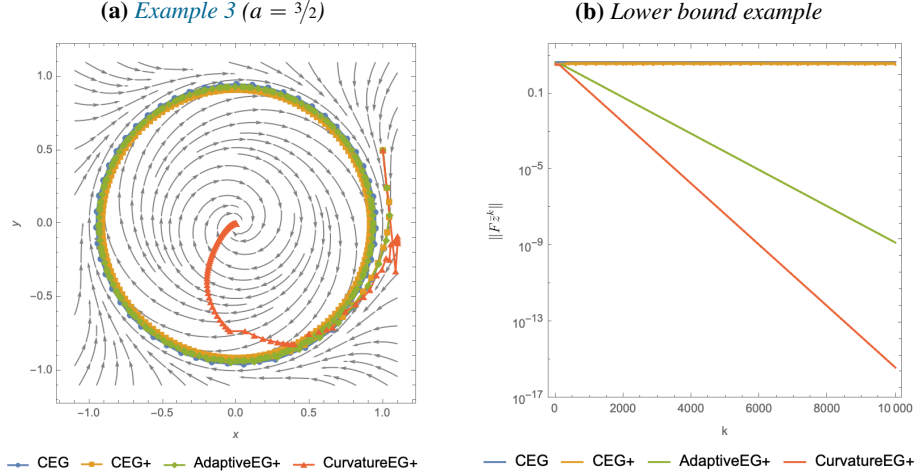 (a) Example 3 (a = 3/2)
1.0
0.5
0.0
-0.5
-1.0
y
-1.0 -0.5 0.0 0.5 1.0
x
CEG CEG+ AdaptiveEG+ CurvatureEG+
(b) Lower bound example
0.1
10^-5
10^-9
10^-13
10^-17
||Fz^k||
0 2000 4000 6000 8000 10 000
k
CEG CEG+ AdaptiveEG+ CurvatureEG+